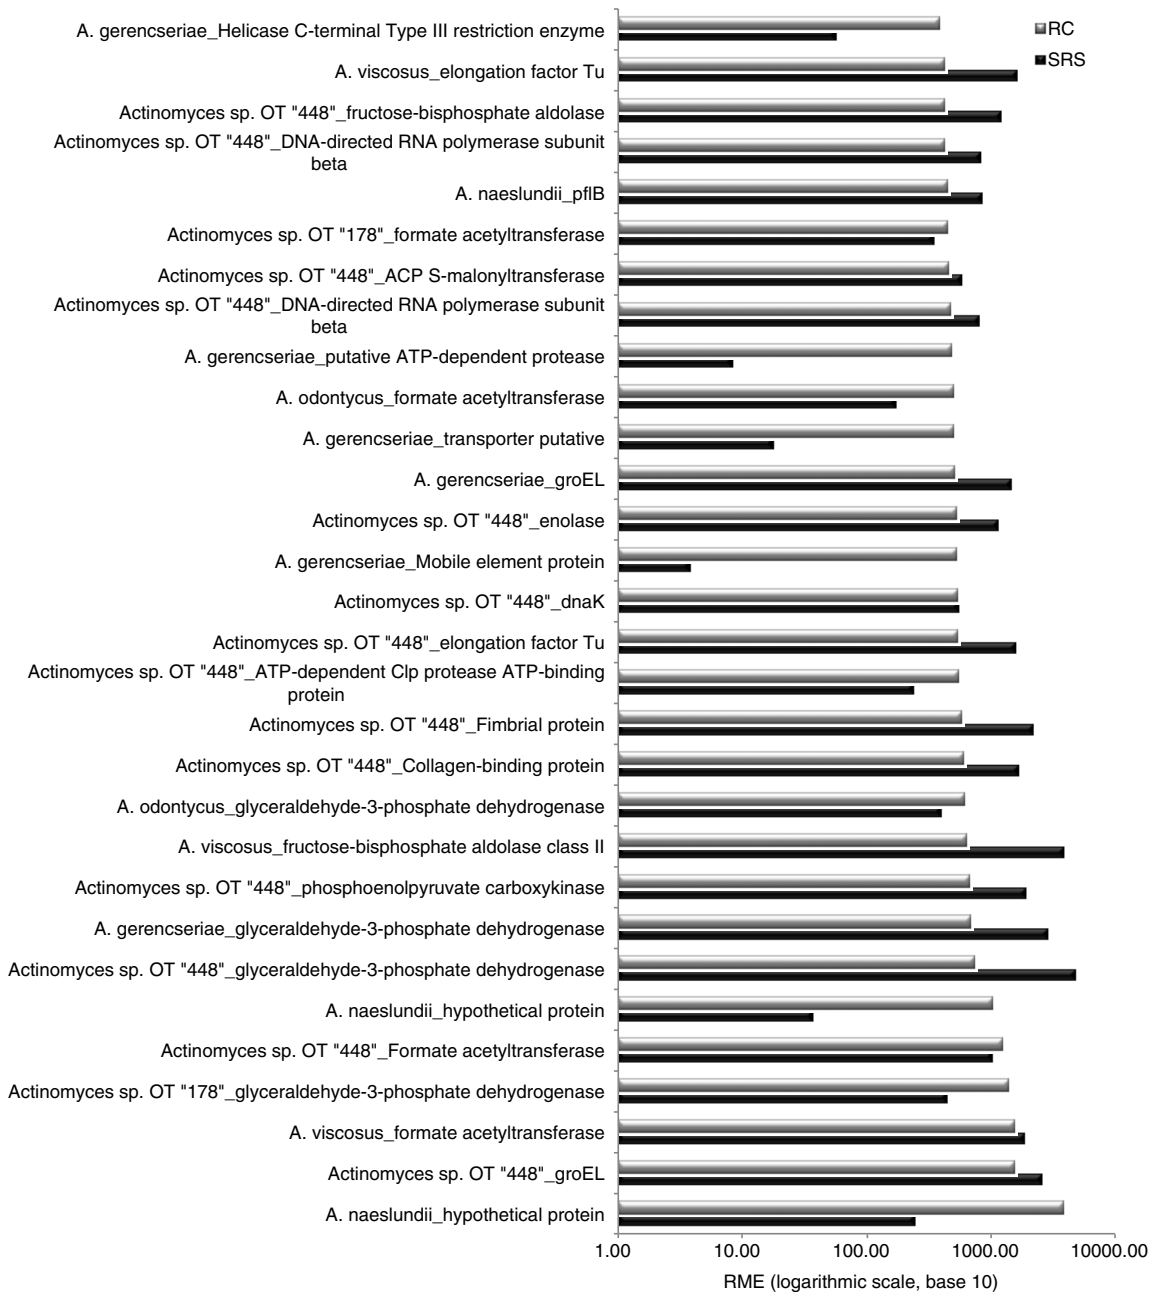 RC
SRS
A. gerencseriae_Helicase C-terminal Type III restriction enzyme
A. viscosus_elongation factor Tu
Actinomyces sp. OT "448"_fructose-bisphosphate aldolase
Actinomyces sp. OT "448"_DNA-directed RNA polymerase subunit
beta
A. naeslundii_pflB
Actinomyces sp. OT "178"_formate acetyltransferase
Actinomyces sp. OT "448"_ACP S-malonyltransferase
Actinomyces sp. OT "448"_DNA-directed RNA polymerase subunit
beta
A. gerencseriae_putative ATP-dependent protease
A. odontycus_formate acetyltransferase
A. gerencseriae_transporter putative
A. gerencseriae_groEL
Actinomyces sp. OT "448"_enolase
A. gerencseriae_Mobile element protein
Actinomyces sp. OT "448"_dnaK
Actinomyces sp. OT "448"_elongation factor Tu
Actinomyces sp. OT "448"_ATP-dependent Clp protease ATP-binding
protein
Actinomyces sp. OT "448"_Fimbrial protein
Actinomyces sp. OT "448"_Collagen-binding protein
A. odontycus_glyceraldehyde-3-phosphate dehydrogenase
A. viscosus_fructose-bisphosphate aldolase class II
Actinomyces sp. OT "448"_phosphoenolpyruvate carboxykinase
A. gerencseriae_glyceraldehyde-3-phosphate dehydrogenase
Actinomyces sp. OT "448"_glyceraldehyde-3-phosphate dehydrogenase
A. naeslundii_hypothetical protein
Actinomyces sp. OT "448"_Formate acetyltransferase
Actinomyces sp. OT "178"_glyceraldehyde-3-phosphate dehydrogenase
A. viscosus_formate acetyltransferase
Actinomyces sp. OT "448"_groEL
A. naeslundii_hypothetical protein
1.00 10.00 100.00 1000.00 10000.00
RME (logarithmic scale, base 10)